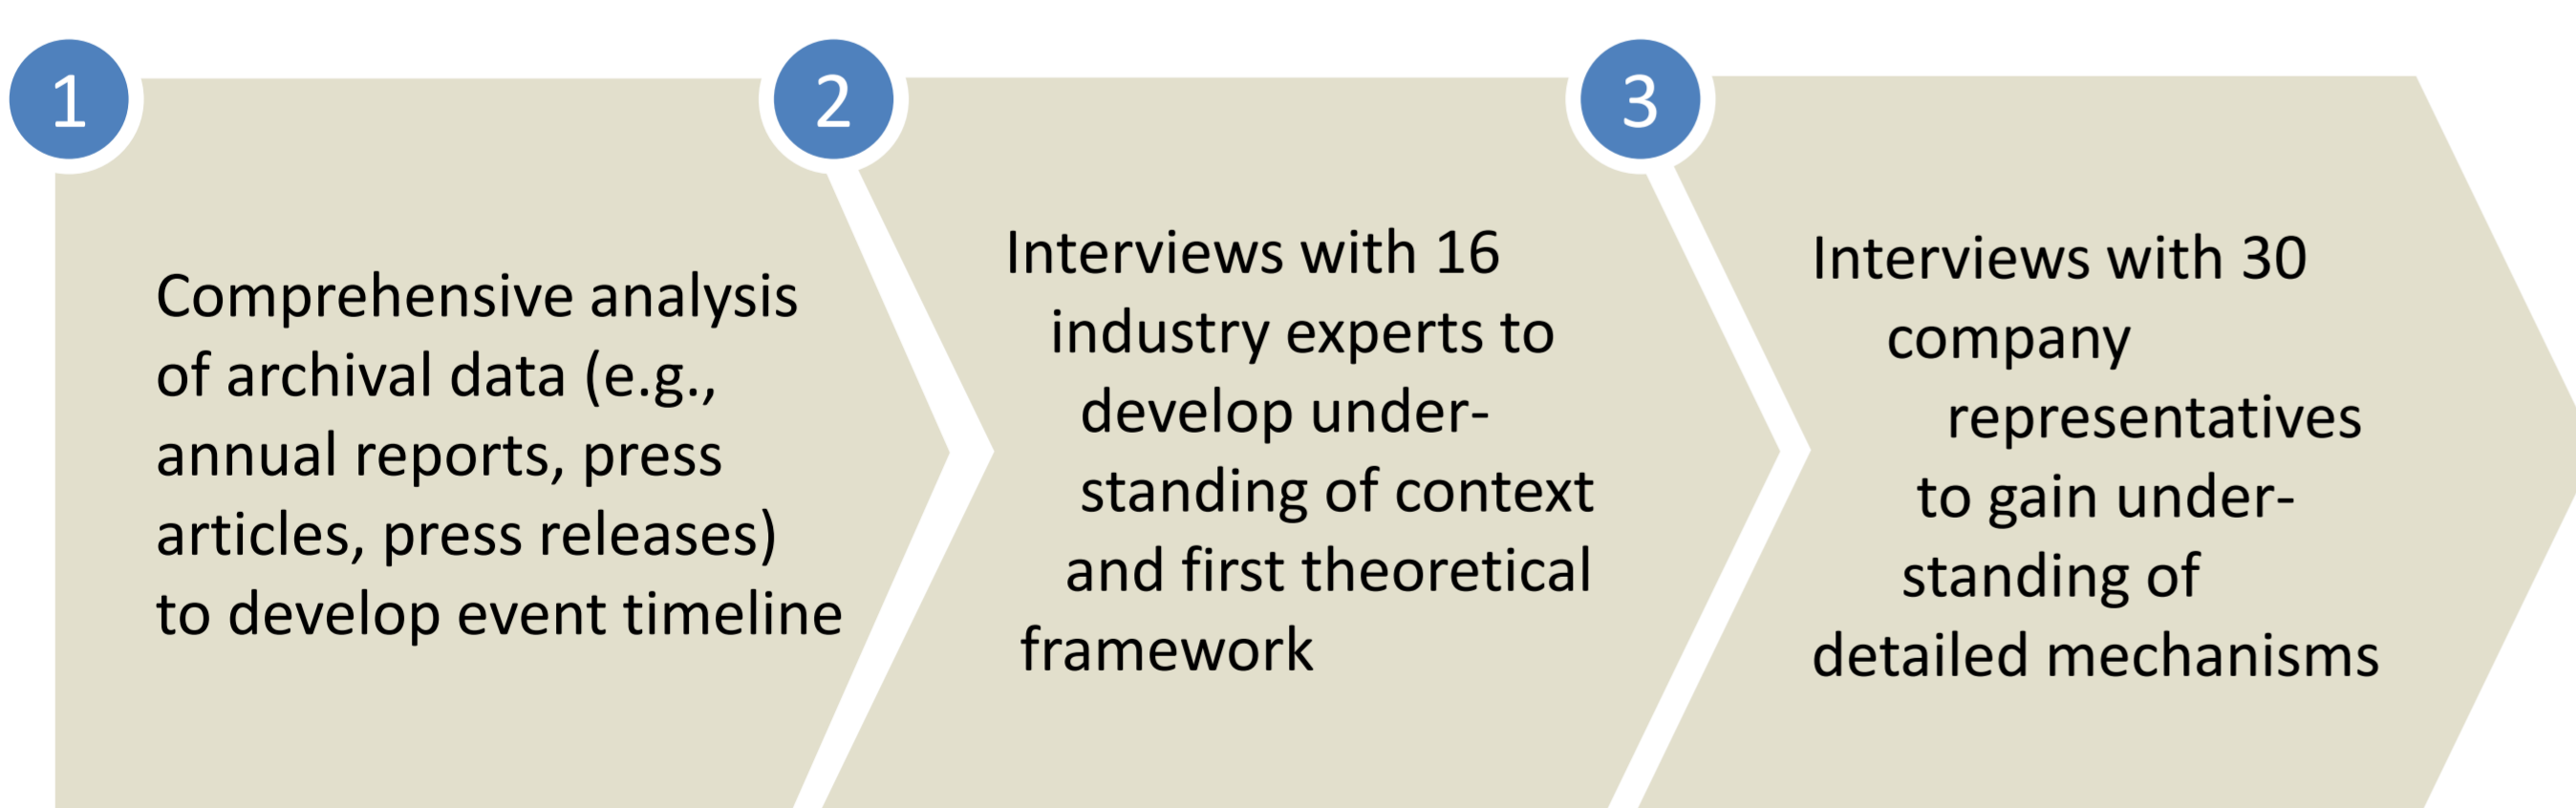 1
Comprehensive analysis
of archival data (e.g.,
annual reports, press
articles, press releases)
to develop event timeline
2
Interviews with 16
industry experts to
develop under-
standing of context
and first theoretical
framework
3
Interviews with 30
company
representatives
to gain under-
standing of
detailed mechanisms